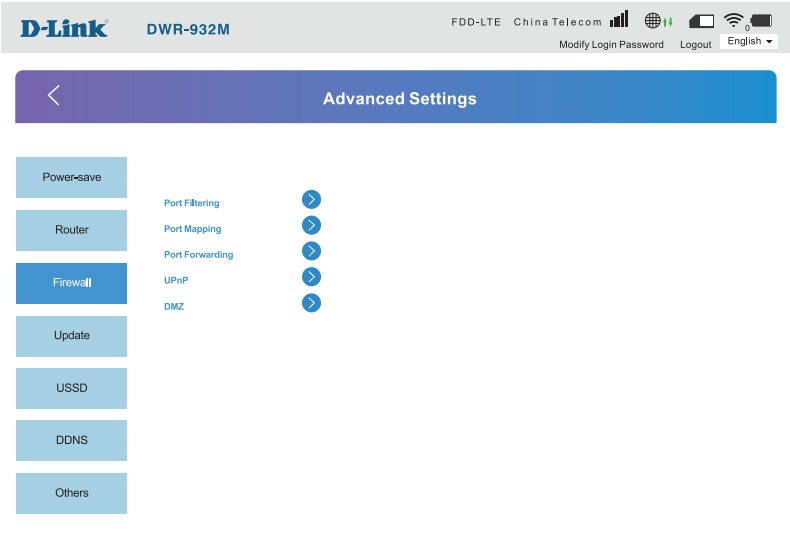 D-Link DWR-932M FDD-LTE China Telecom 0
Modify Login Password Logout English
Advanced Settings
Power-save
Port Filtering
Router
Port Mapping
Port Forwarding
Firewall
UPnP
DMZ
Update
USSD
DDNS
Others